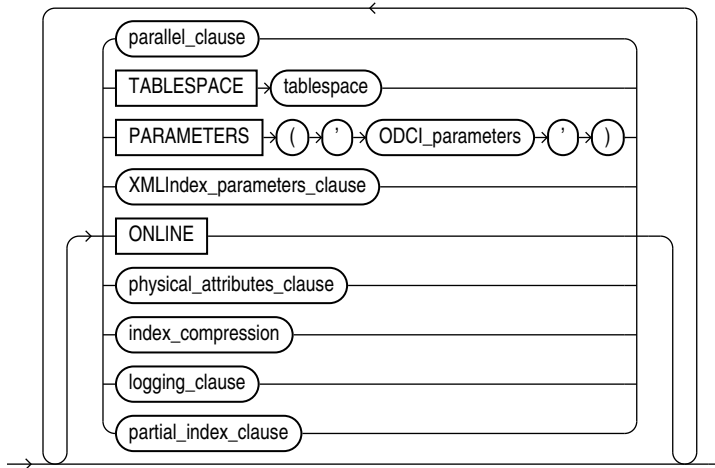 parallel_clause
TABLESPACE tablespace
PARAMETERS ( ' ODCI_parameters ' )
XMLIndex_parameters_clause
ONLINE
physical_attributes_clause
index_compression
logging_clause
partial_index_clause